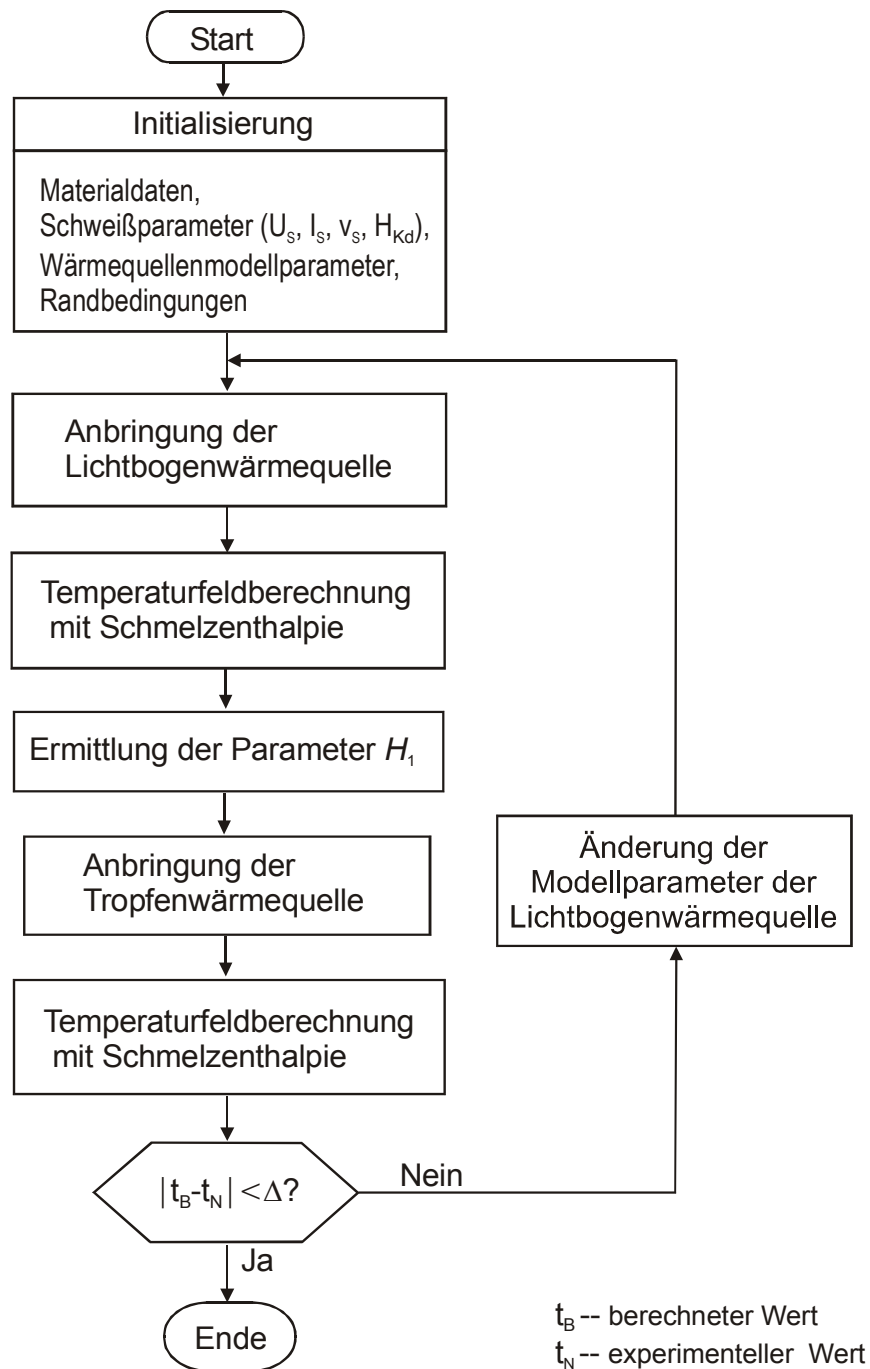 Start
Initialisierung
Materialdaten,
Schweißparameter (U_S, I_S, v_S, H_Kd),
Wärmequellenmodellparameter,
Randbedingungen
Anbringung der
Lichtbogenwärmequelle
Temperaturfeldberechnung
mit Schmelzenthalpie
Ermittlung der Parameter H_1
Anbringung der
Tropfenwärmequelle
Änderung der
Modellparameter der
Lichtbogenwärmequelle
Temperaturfeldberechnung
mit Schmelzenthalpie
|t_B-t_N| <Δ?
Nein
Ja
Ende
t_B -- berechneter Wert
t_N -- experimenteller Wert